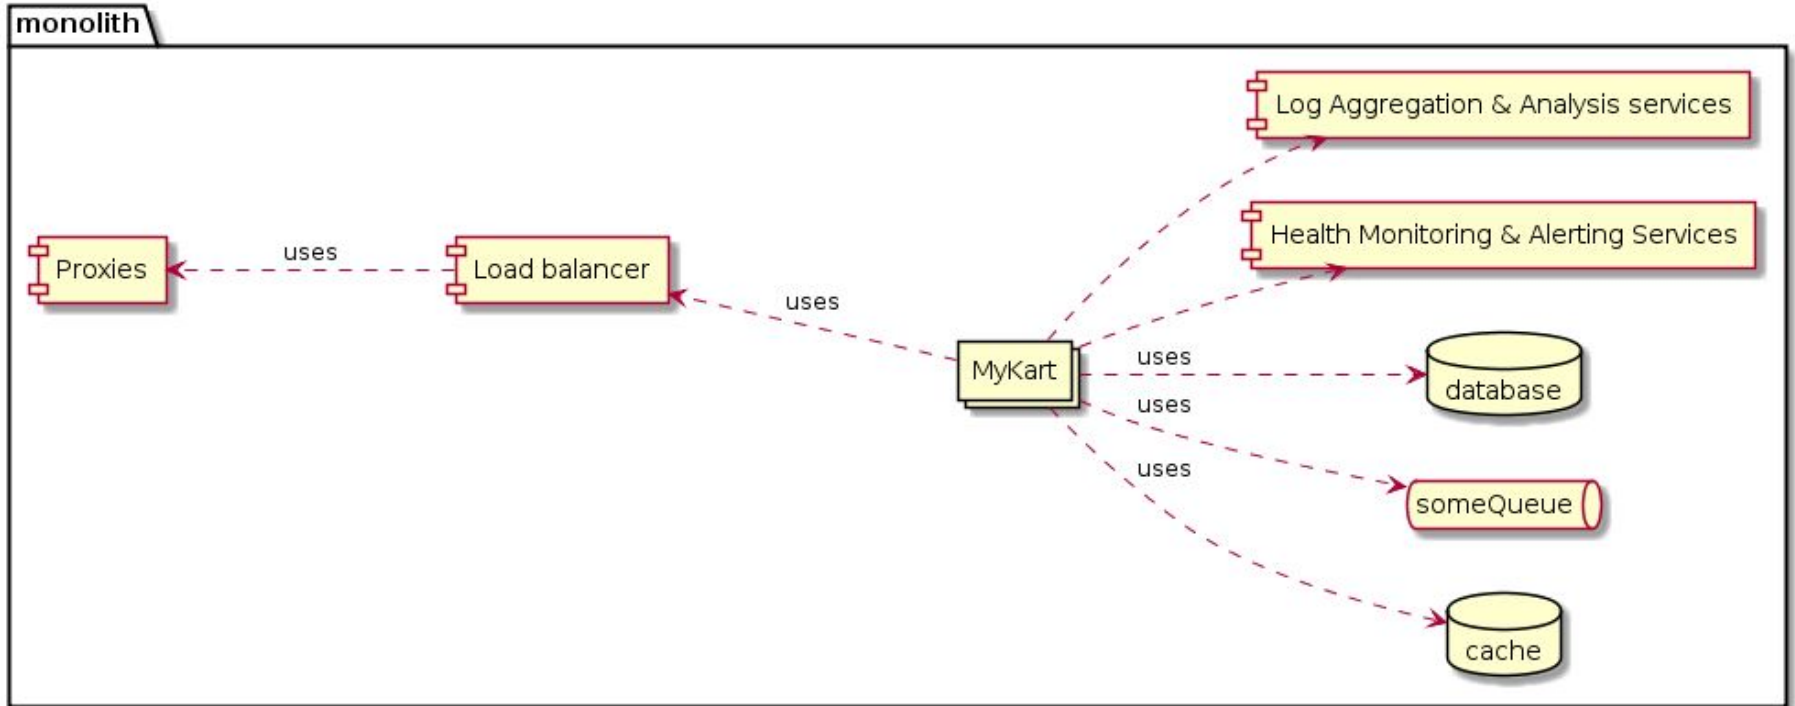 monolith
Log Aggregation & Analysis services
Health Monitoring & Alerting Services
Proxies
uses
Load balancer
uses
MyKart
uses
database
uses
someQueue
uses
cache